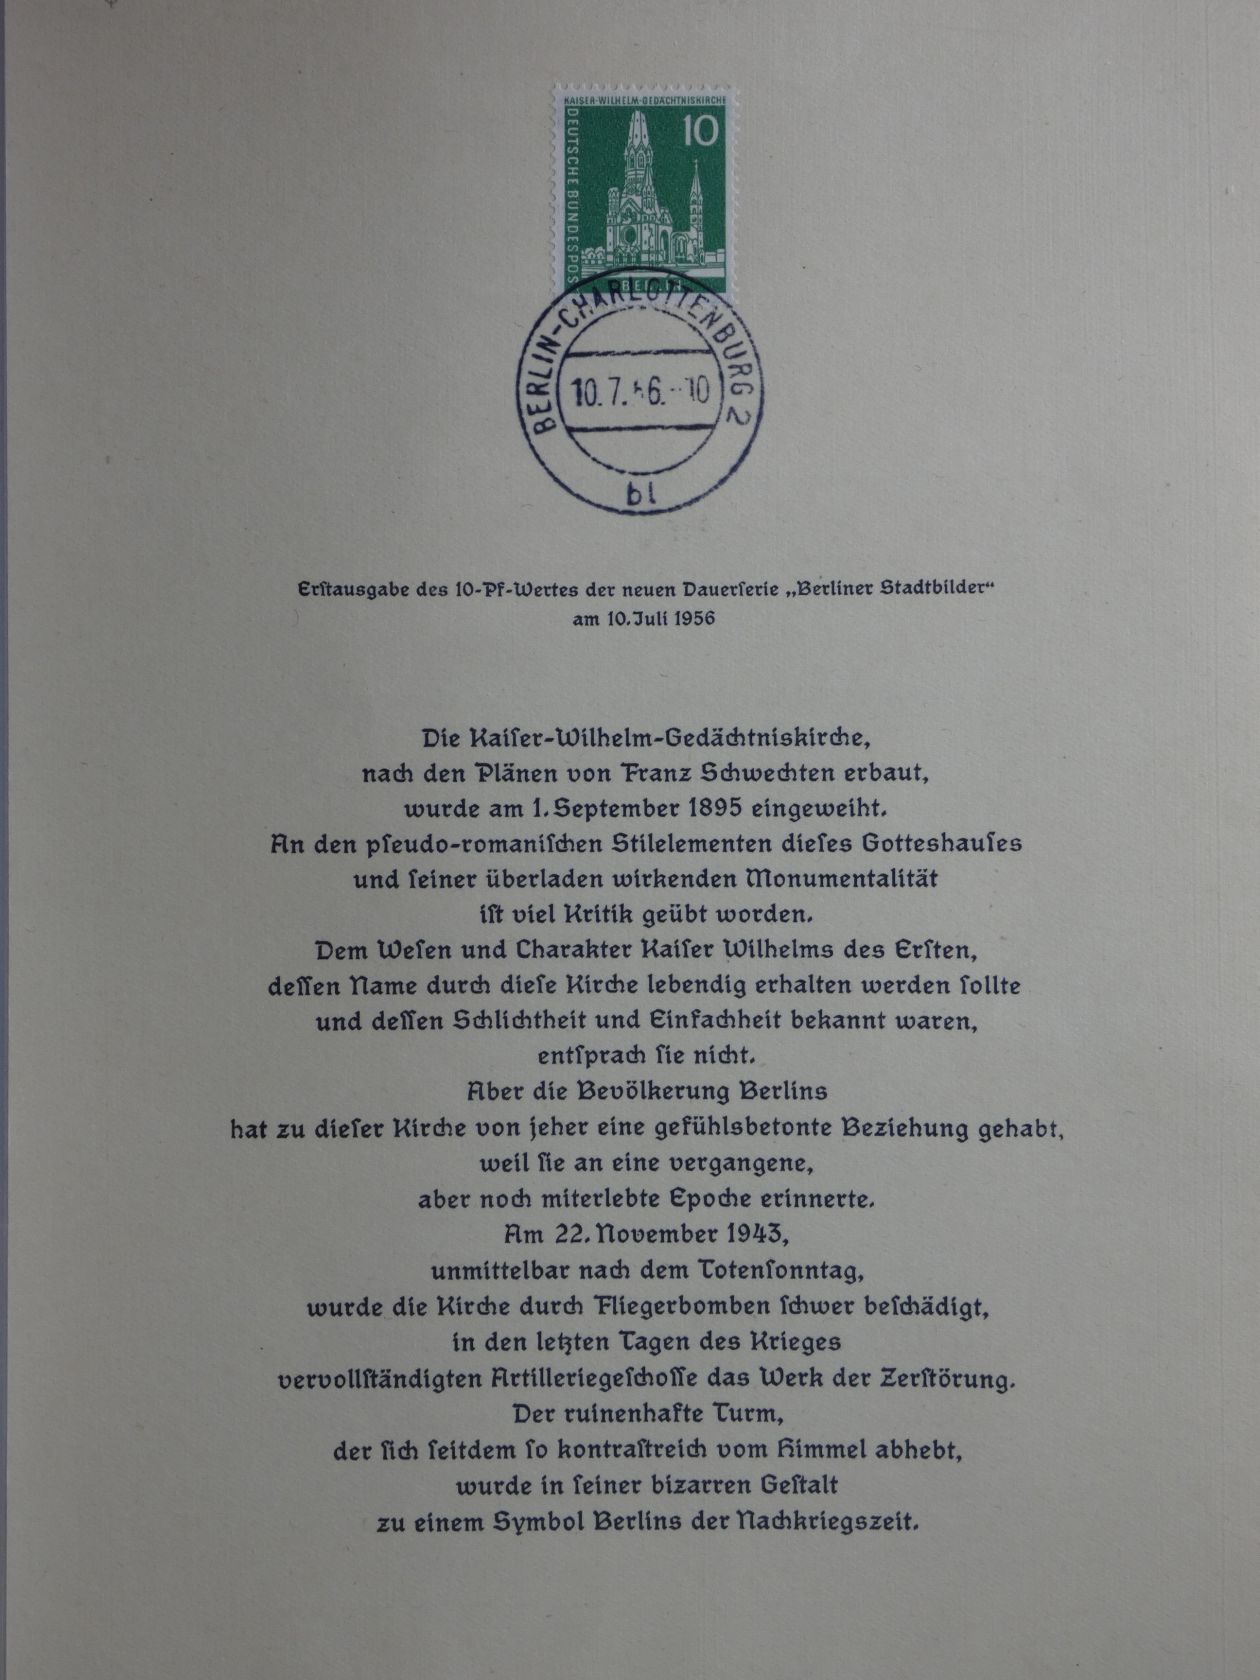 KAISER-WILHELM-GEDÄCHTNISKIRCHE
10
DEUTSCHE BUNDESPOST
BERLIN
BERLIN-CHARLOTTENBURG 2
10.7.56.-10
bl
Erſtausgabe des 10-Pf-Wertes der neuen Dauerſerie „Berliner Stadtbilder“
am 10. Juli 1956
Die Kaiſer-Wilhelm-Gedächtniskirche,
nach den Plänen von Franz Schwechten erbaut,
wurde am 1. September 1895 eingeweiht.
An den pſeudo-romaniſchen Stilelementen dieſes Gotteshauſes
und ſeiner überladen wirkenden Monumentalität
iſt viel Kritik geübt worden.
Dem Weſen und Charakter Kaiſer Wilhelms des Erſten,
deſſen Name durch dieſe Kirche lebendig erhalten werden ſollte
und deſſen Schlichtheit und Einfachheit bekannt waren,
entſprach ſie nicht.
Aber die Bevölkerung Berlins
hat zu dieſer Kirche von jeher eine gefühlsbetonte Beziehung gehabt,
weil ſie an eine vergangene,
aber noch miterlebte Epoche erinnerte.
Am 22. November 1943,
unmittelbar nach dem Totenſonntag,
wurde die Kirche durch Fliegerbomben ſchwer beſchädigt,
in den letzten Tagen des Krieges
vervollſtändigten Artilleriegeſchoſſe das Werk der Zerſtörung.
Der ruinenhafte Turm,
der ſich ſeitdem ſo kontraſtreich vom Himmel abhebt,
wurde in ſeiner bizarren Geſtalt
zu einem Symbol Berlins der Nachkriegszeit.